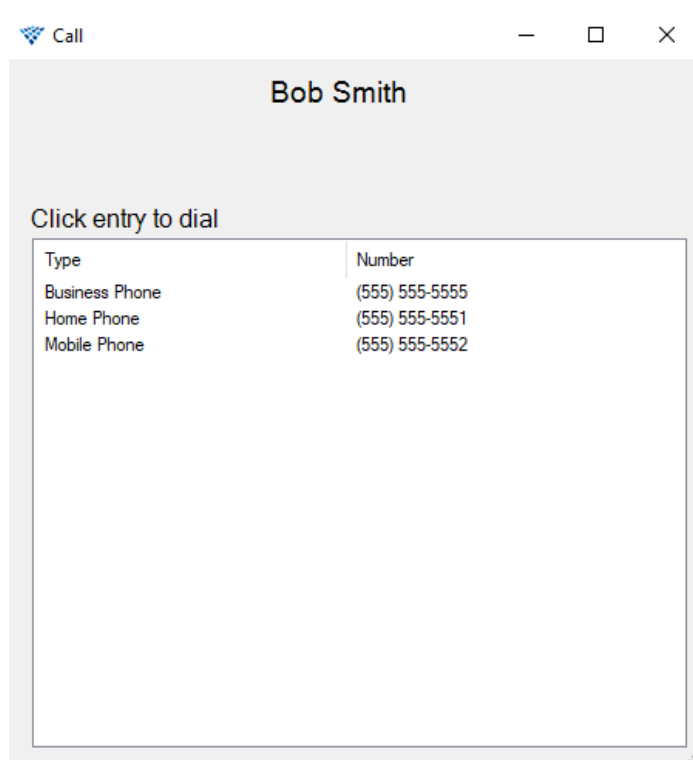 Call
Bob Smith
Click entry to dial
Type Number
Business Phone (555) 555-5555
Home Phone (555) 555-5551
Mobile Phone (555) 555-5552